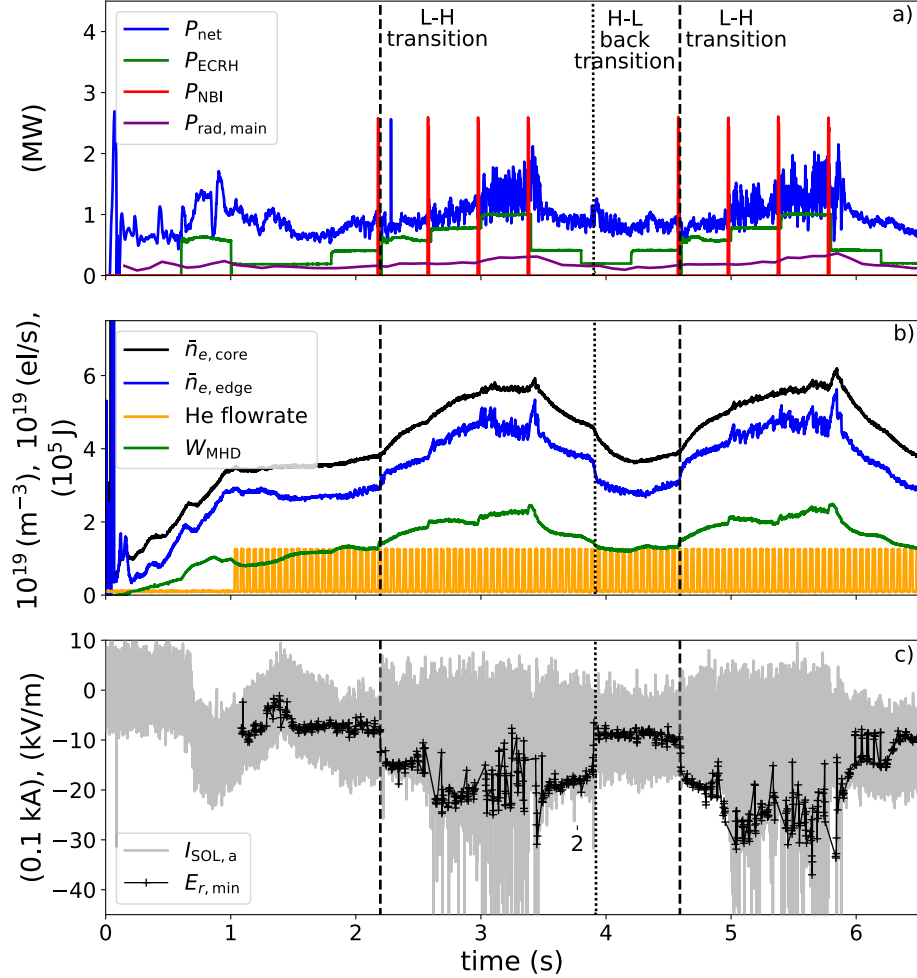 L-H
transition
H-L
back
transition
L-H
transition
a)
P_net
P_ECRH
P_NBI
P_rad, main
(MW)
4
3
2
1
0
b)
n̄_e, core
n̄_e, edge
He flowrate
W_MHD
10^19 (m^−3), 10^19 (el/s),
(10^5 J)
6
4
2
0
c)
I_SOL, a
E_r, min
2
(0.1 kA), (kV/m)
10
0
−10
−20
−30
−40
0 1 2 3 4 5 6
time (s)